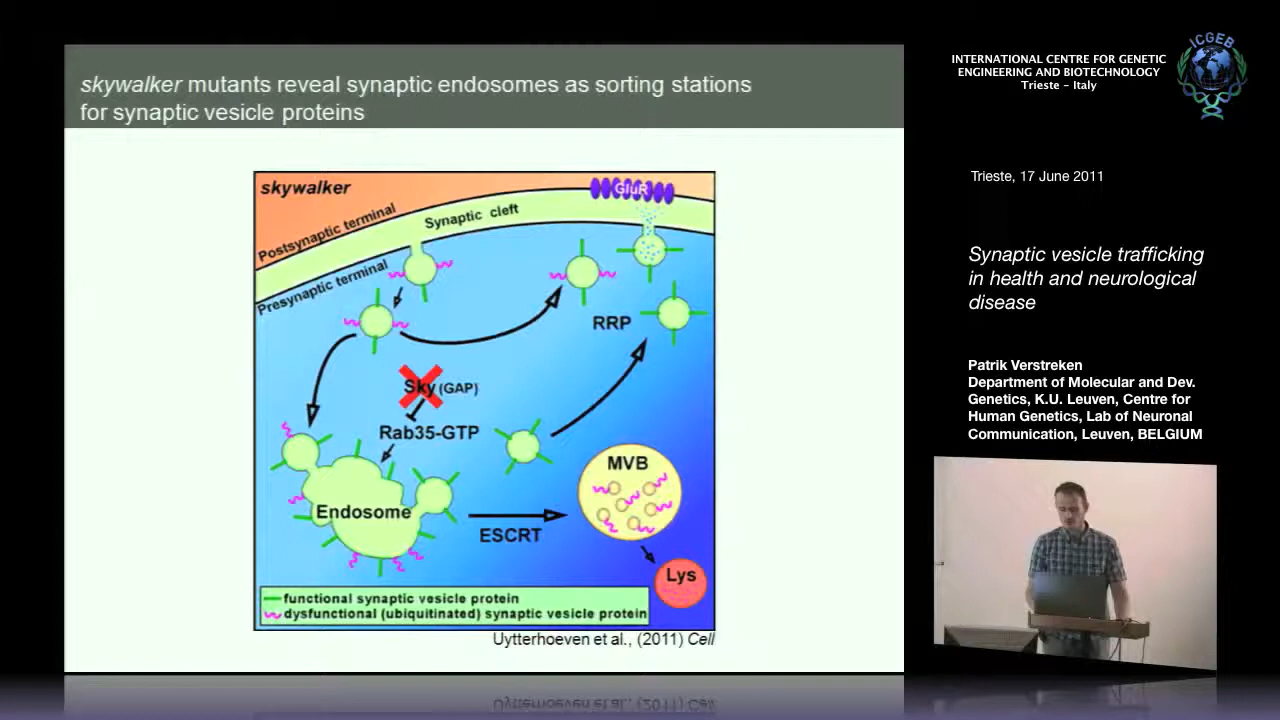 skywalker mutants reveal synaptic endosomes as sorting stations
for synaptic vesicle proteins
skywalker
GluR
Postsynaptic terminal
Synaptic cleft
Presynaptic terminal
RRP
Sky (GAP)
Rab35-GTP
MVB
Endosome
ESCRT
Lys
functional synaptic vesicle protein
dysfunctional (ubiquitinated) synaptic vesicle protein
Uytterhoeven et al., (2011) Cell
ICGEB
INTERNATIONAL CENTRE FOR GENETIC
ENGINEERING AND BIOTECHNOLOGY
Trieste - Italy
Trieste, 17 June 2011
Synaptic vesicle trafficking
in health and neurological
disease
Patrik Verstreken
Department of Molecular and Dev.
Genetics, K.U. Leuven, Centre for
Human Genetics, Lab of Neuronal
Communication, Leuven, BELGIUM